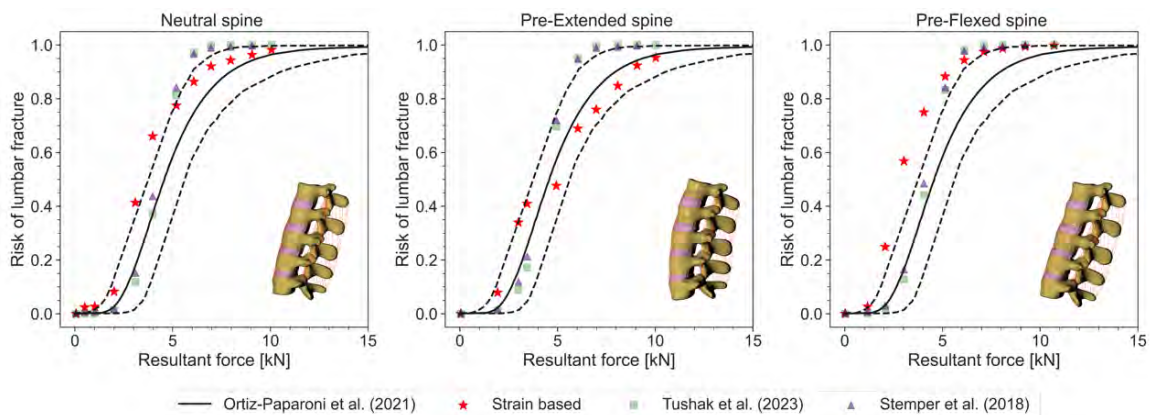 Neutral spine
Pre-Extended spine
Pre-Flexed spine
Risk of lumbar fracture
1.0
0.8
0.6
0.4
0.2
0.0
0
5
10
15
Resultant force [kN]
Risk of lumbar fracture
1.0
0.8
0.6
0.4
0.2
0.0
0
5
10
15
Resultant force [kN]
Risk of lumbar fracture
1.0
0.8
0.6
0.4
0.2
0.0
0
5
10
15
Resultant force [kN]
Ortiz-Paparoni et al. (2021)
Strain based
Tushak et al. (2023)
Stemper et al. (2018)